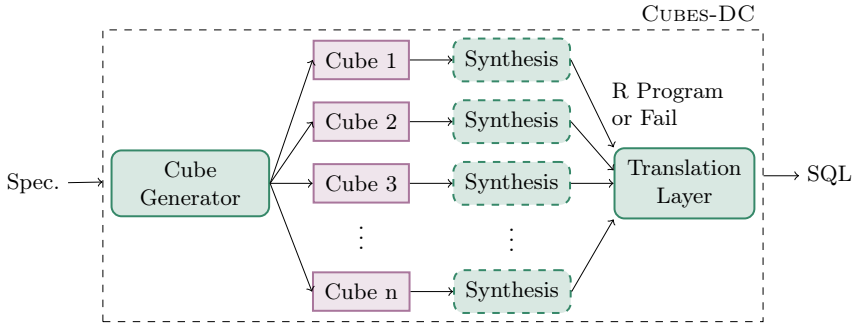 CUBES-DC
Cube 1
Synthesis
R Program
or Fail
Cube 2
Synthesis
Spec.
Cube
Generator
Cube 3
Synthesis
Translation
Layer
SQL
Cube n
Synthesis